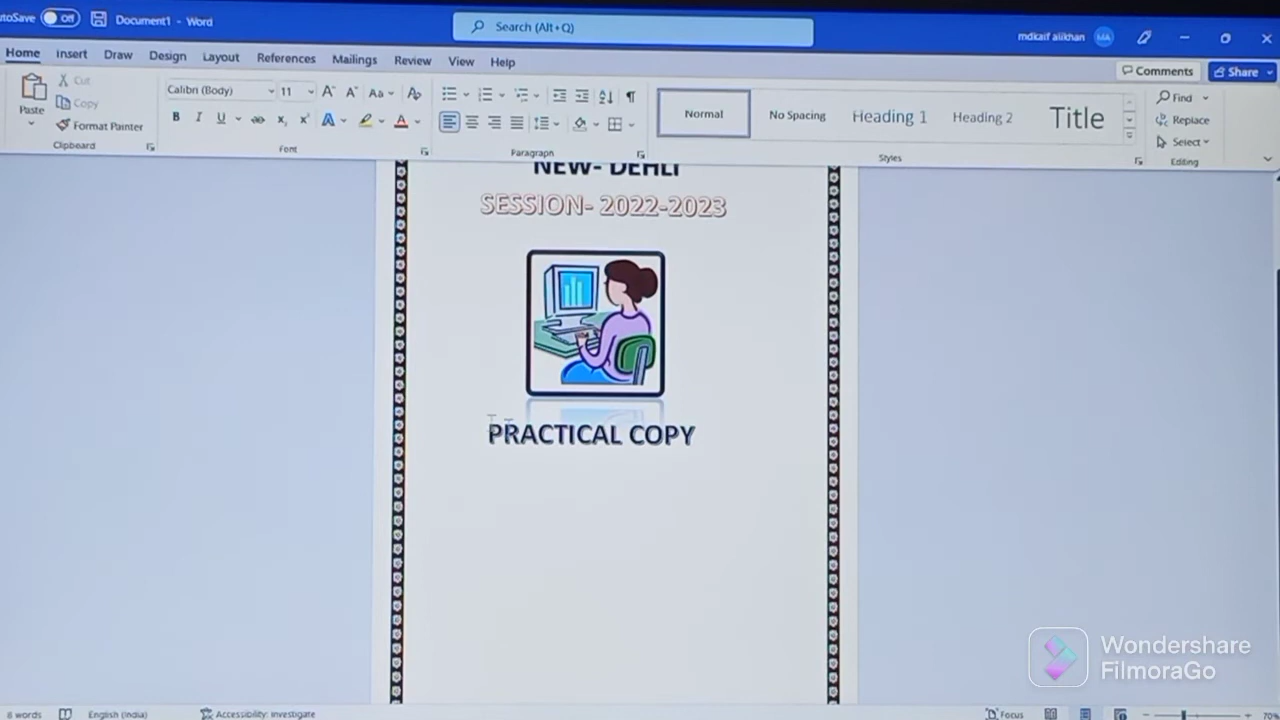 AutoSave Off Document1 - Word Search (Alt+Q) mdkaif alikhan MA
Home Insert Draw Design Layout References Mailings Review View Help Comments Share
Paste Cut Copy Format Painter Clipboard
Calibri (Body) 11 Font
Paragraph
Normal No Spacing Heading 1 Heading 2 Title Styles
Find Replace Select Editing
NEW- DEHLI
SESSION- 2022-2023
PRACTICAL COPY
Wondershare
FilmoraGo
8 words English (India) Accessibility: Investigate Focus 70%